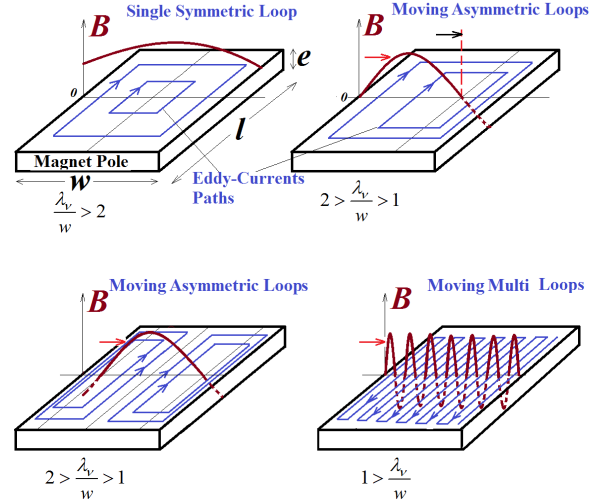 Single Symmetric Loop
B
0
e
l
Magnet Pole
w
Eddy-Currents
Paths
λᵥ/w > 2
Moving Asymmetric Loops
B
0
2 > λᵥ/w > 1
Moving Asymmetric Loops
B
2 > λᵥ/w > 1
Moving Multi Loops
B
1 > λᵥ/w